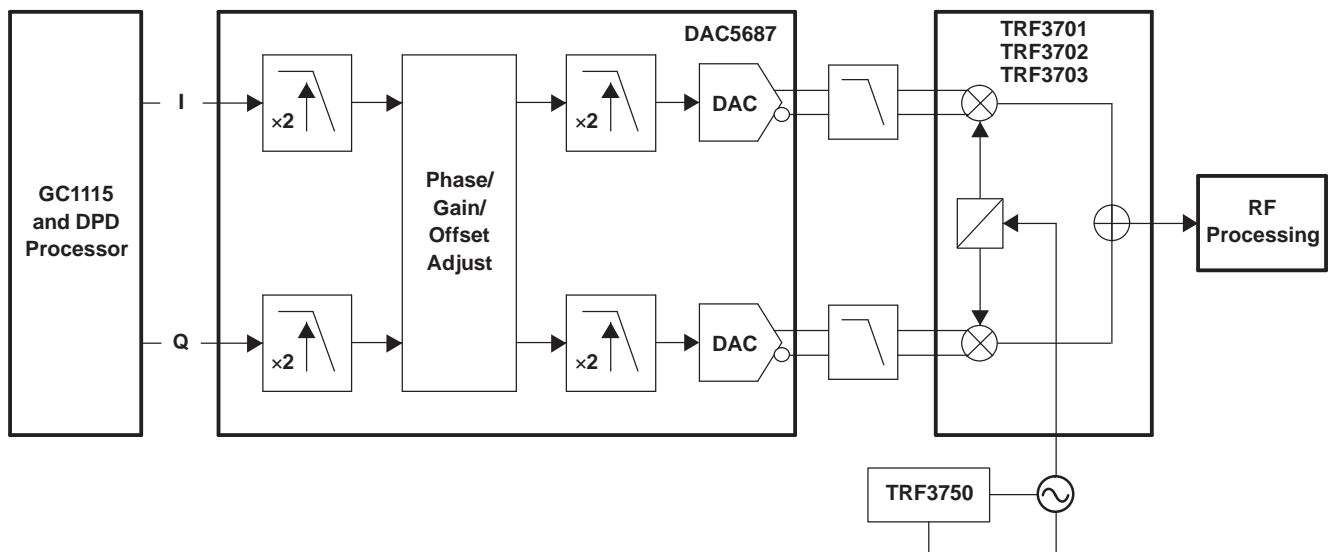 DAC5687
TRF3701
TRF3702
TRF3703
I
×2
×2
DAC
GC1115
and DPD
Processor
Phase/
Gain/
Offset
Adjust
RF
Processing
Q
×2
×2
DAC
TRF3750